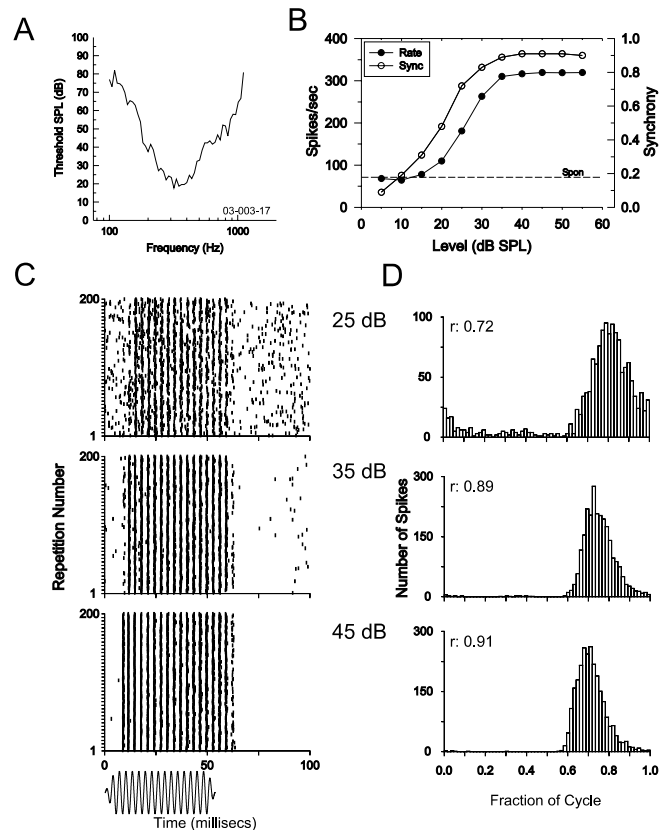 A
100
90
80
70
60
50
40
30
20
10
0
Threshold SPL (dB)
03-003-17
100
1000
Frequency (Hz)
B
400
300
200
100
0
Spikes/sec
Rate
Sync
Spon
1.0
0.8
0.6
0.4
0.2
0.0
Synchrony
0
10
20
30
40
50
60
Level (dB SPL)
C
200
1
200
1
200
1
Repetition Number
0
50
100
Time (millisecs)
25 dB
35 dB
45 dB
D
100
50
0
r: 0.72
300
150
0
r: 0.89
300
150
0
r: 0.91
Number of Spikes
0.0
0.2
0.4
0.6
0.8
1.0
Fraction of Cycle